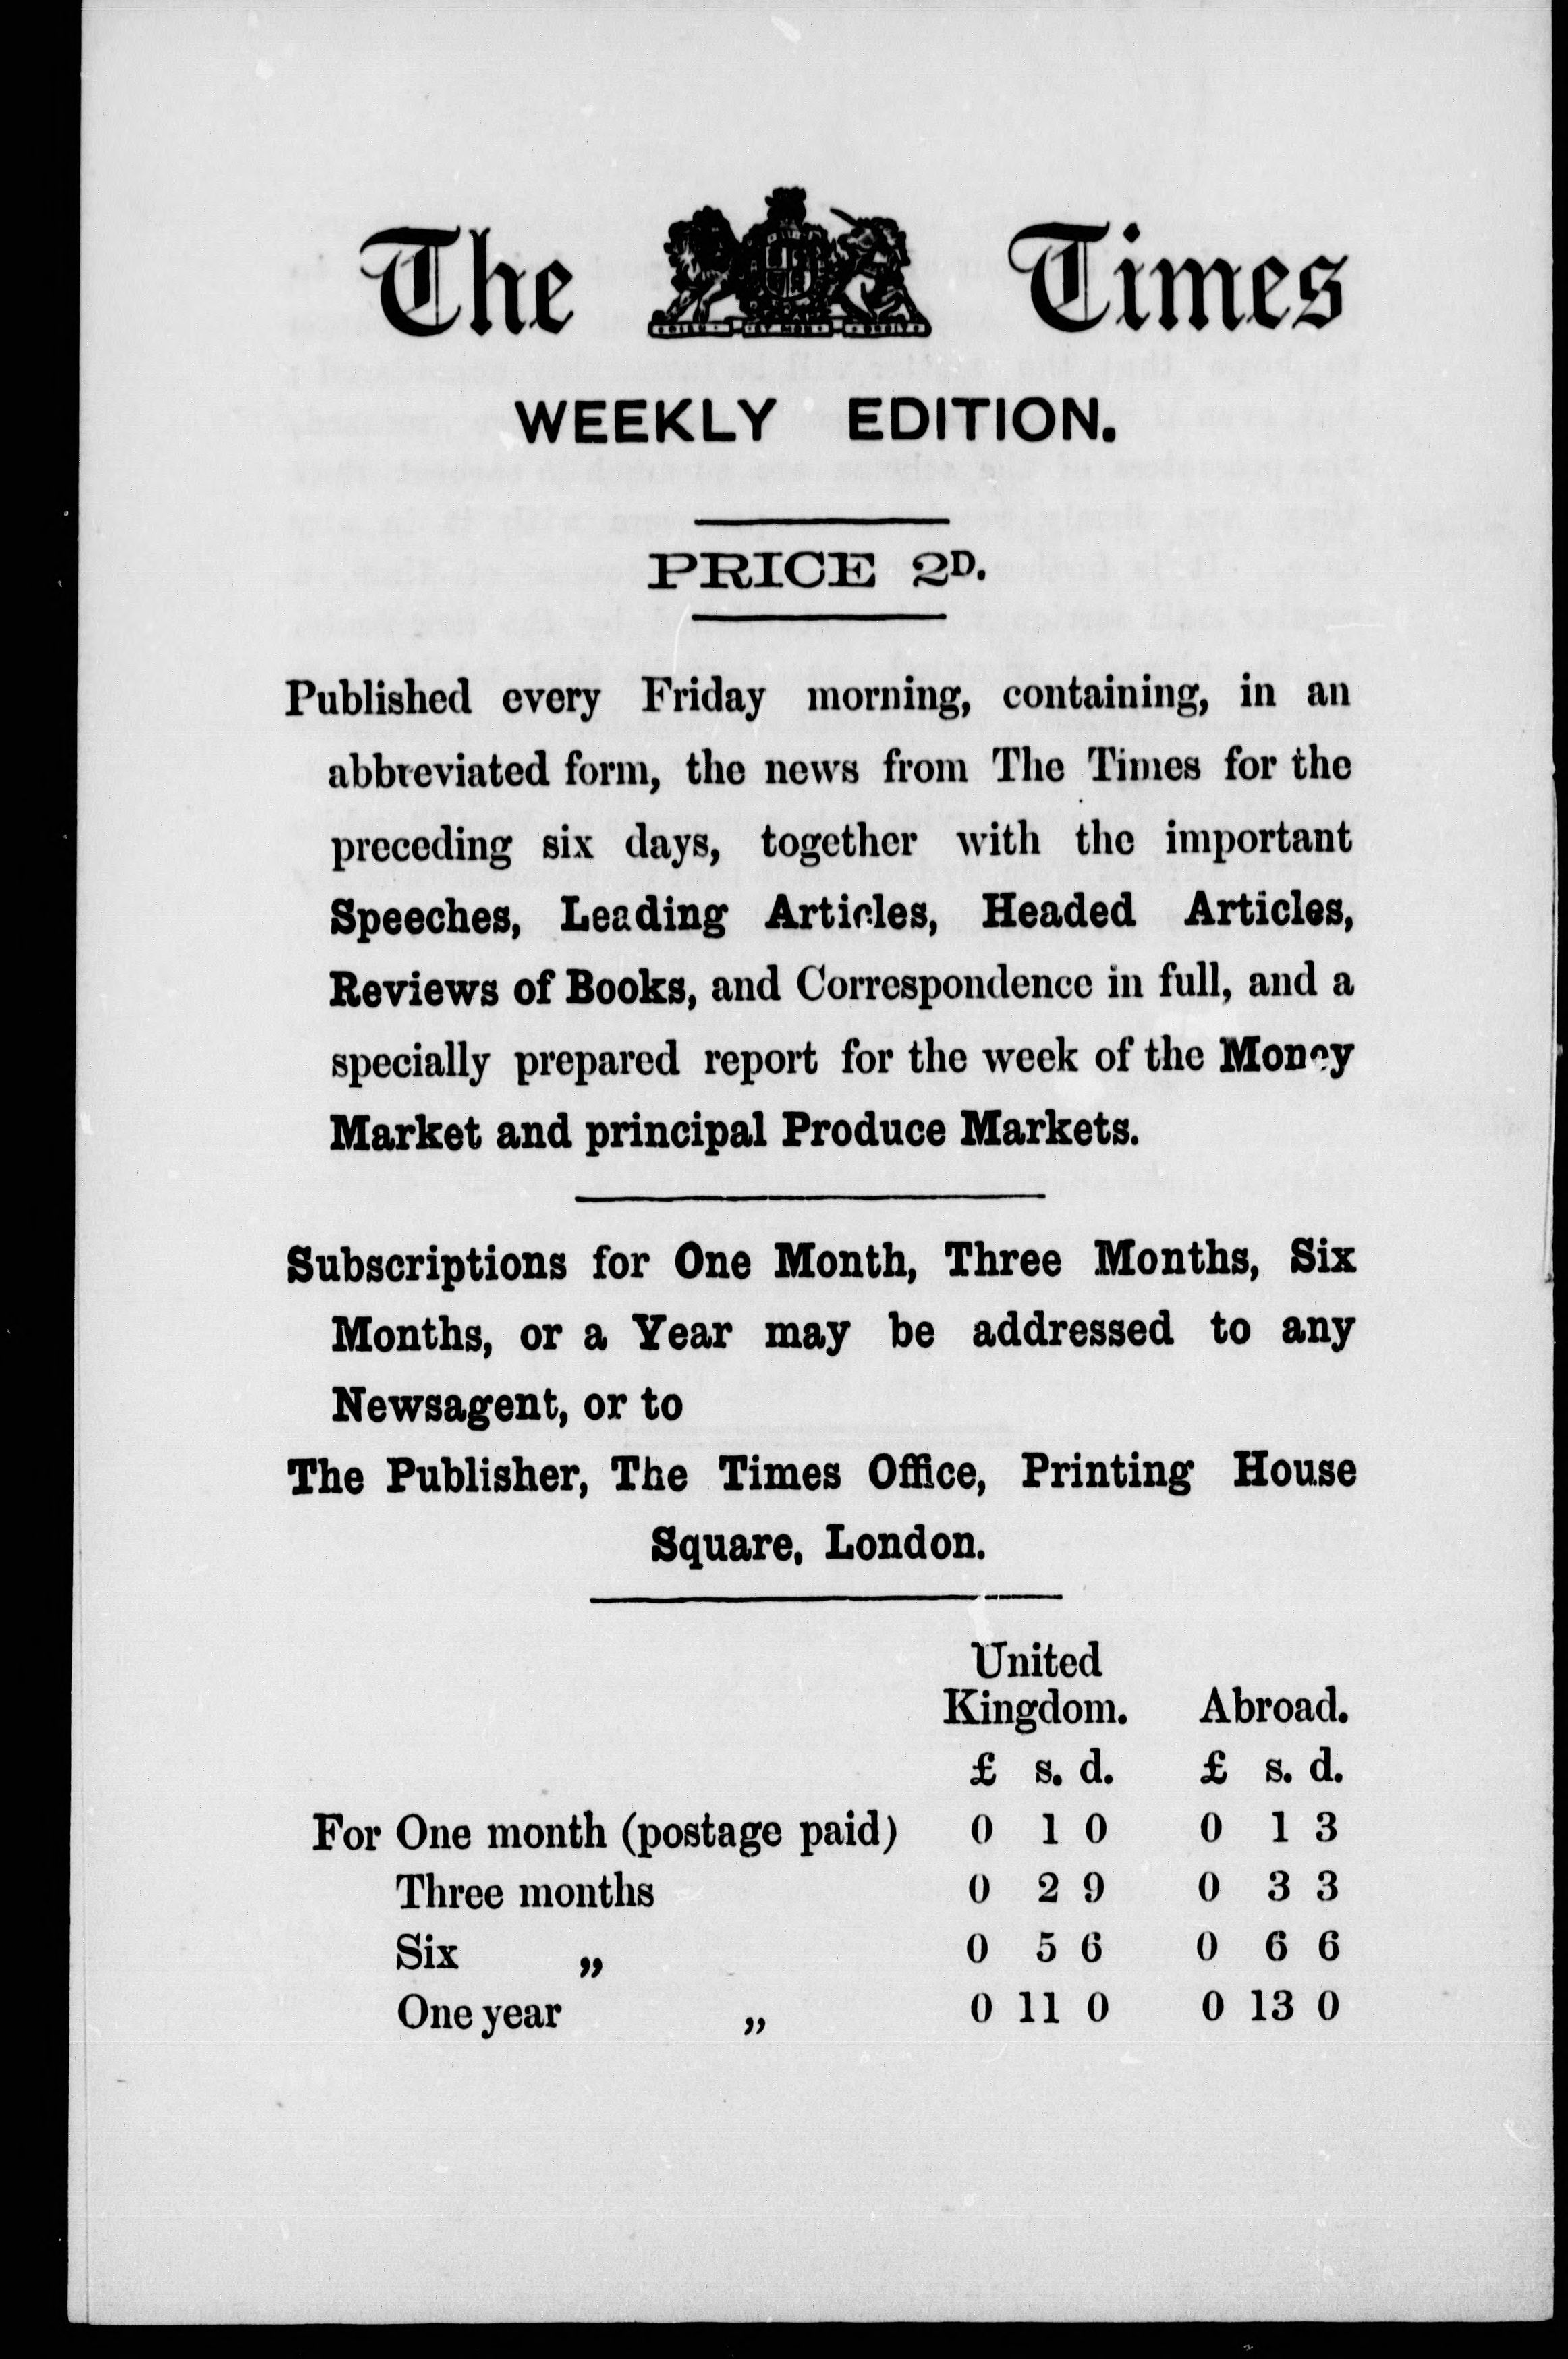 The Times
DIEU ET MON DROIT
WEEKLY EDITION.
PRICE 2D.
Published every Friday morning, containing, in an
abbreviated form, the news from The Times for the
preceding six days, together with the important
Speeches, Leading Articles, Headed Articles,
Reviews of Books, and Correspondence in full, and a
specially prepared report for the week of the Money
Market and principal Produce Markets.
Subscriptions for One Month, Three Months, Six
Months, or a Year may be addressed to any
Newsagent, or to
The Publisher, The Times Office, Printing House
Square, London.
United
Kingdom. Abroad.
£ s. d. £ s. d.
For One month (postage paid) 0 1 0 0 1 3
Three months 0 2 9 0 3 3
Six „ 0 5 6 0 6 6
One year „ 0 11 0 0 13 0